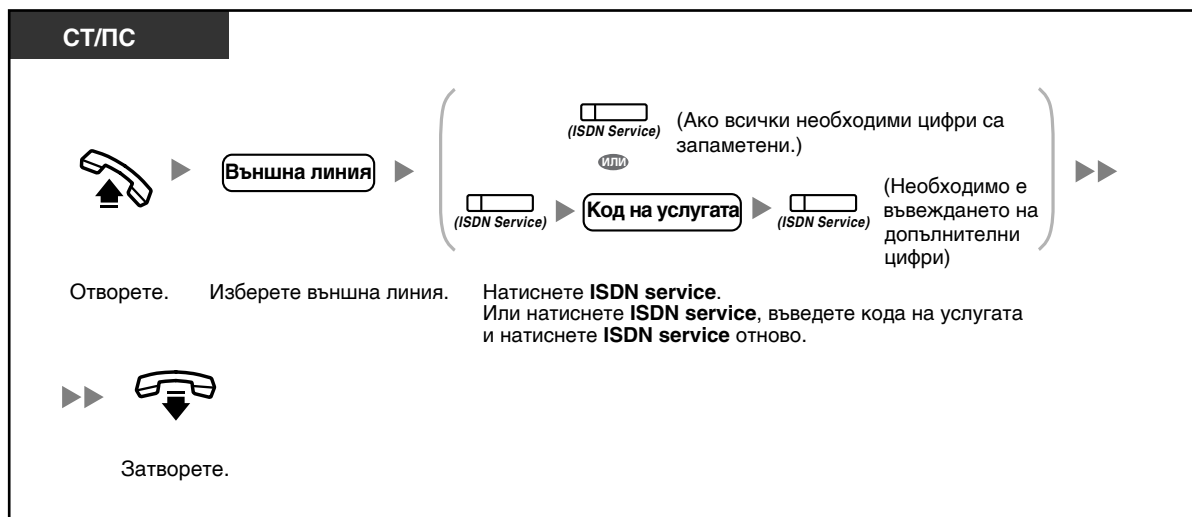 СТ/ПС
(ISDN Service)
(Ако всички необходими цифри са
запаметени.)
или
Външна линия
(ISDN Service)
Код на услугата
(ISDN Service)
(Необходимо е
въвеждането на
допълнителни
цифри)
Отворете.
Изберете външна линия.
Натиснете ISDN service.
Или натиснете ISDN service, въведете кода на услугата
и натиснете ISDN service отново.
Затворете.